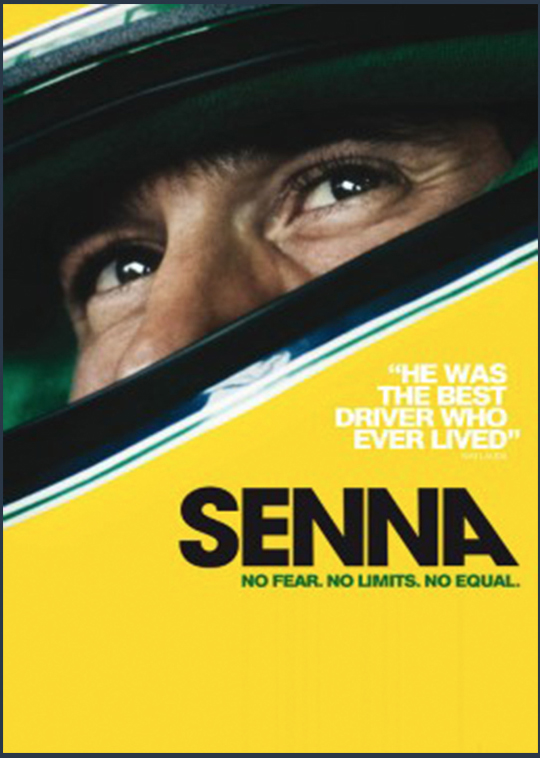 “HE WAS
THE BEST
DRIVER WHO
EVER LIVED”
SENNA
NO FEAR. NO LIMITS. NO EQUAL.